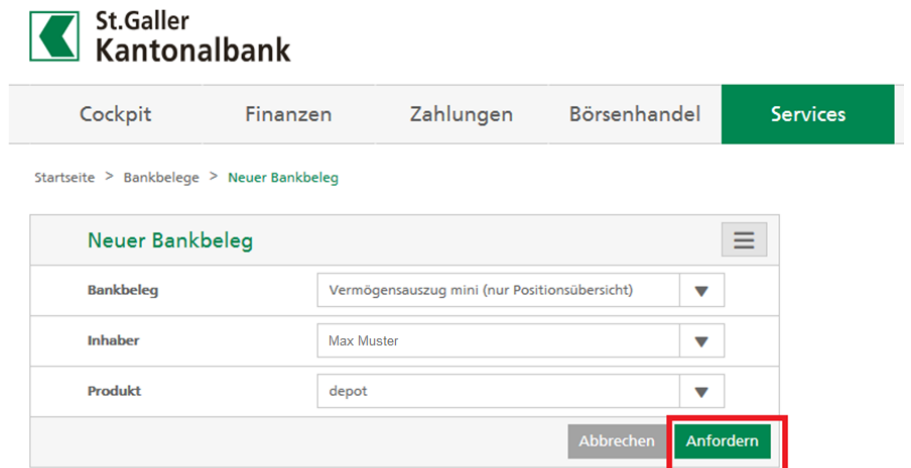 St.Galler
Kantonalbank
Cockpit Finanzen Zahlungen Börsenhandel Services
Startseite > Bankbelege > Neuer Bankbeleg
Neuer Bankbeleg
Bankbeleg Vermögensauszug mini (nur Positionsübersicht)
Inhaber Max Muster
Produkt depot
Abbrechen Anfordern